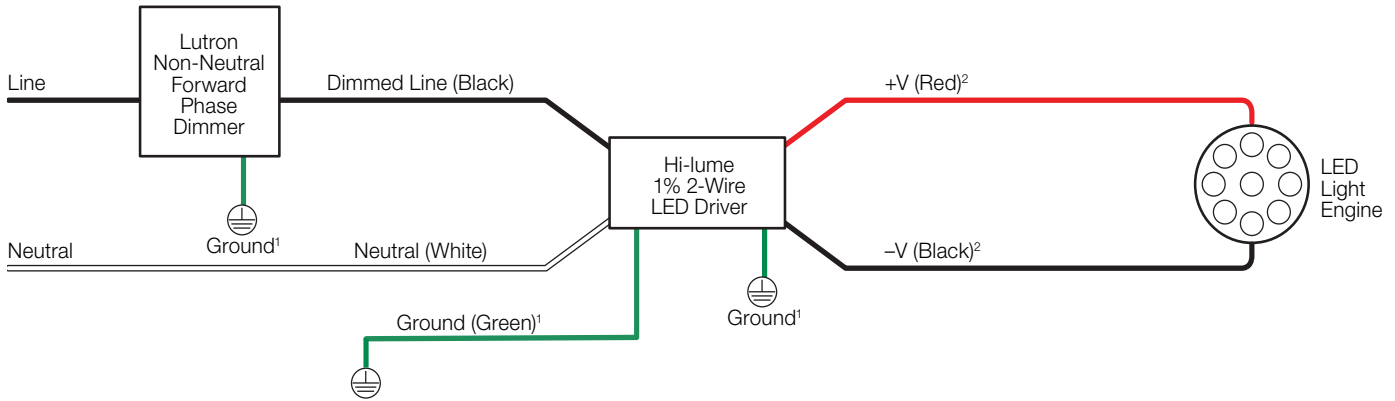 Lutron
Non-Neutral
Forward
Phase
Dimmer
Line
Dimmed Line (Black)
+V (Red)²
Hi-lume
1% 2-Wire
LED Driver
LED
Light
Engine
Ground¹
Neutral
Neutral (White)
–V (Black)²
Ground (Green)¹
Ground¹